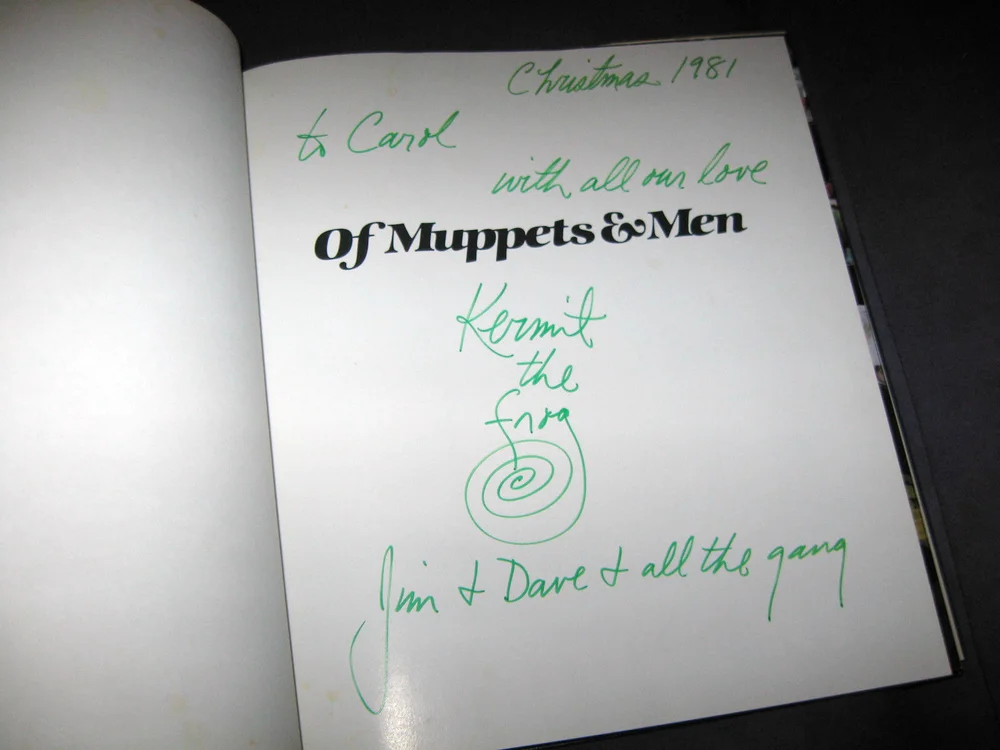 Christmas 1981
to Carol
with all our love
Of Muppets & Men
Kermit
the
frog
Jim & Dave & all the gang